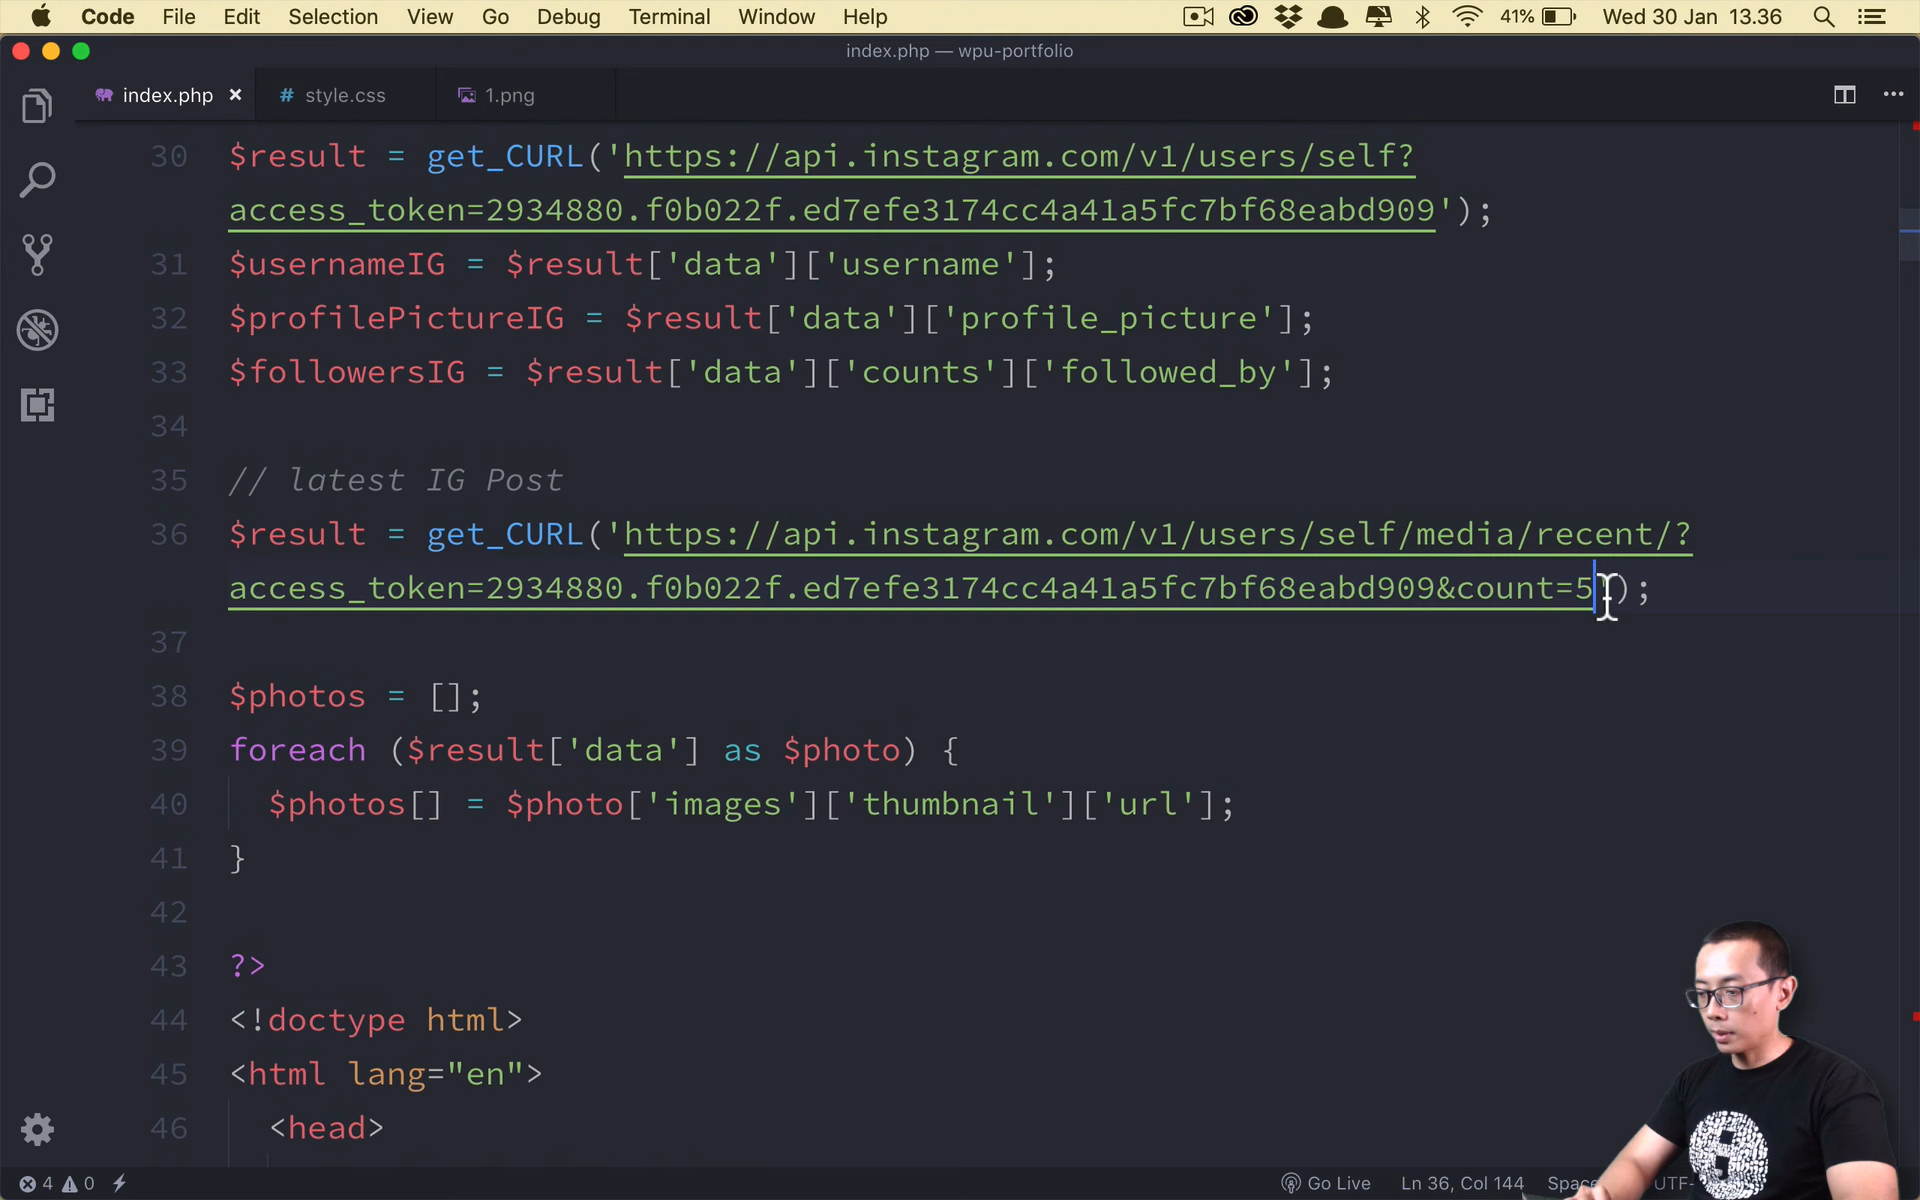 Code File Edit Selection View Go Debug Terminal Window Help 41% Wed 30 Jan 13.36
index.php — wpu-portfolio
index.php × # style.css 1.png
30 $result = get_CURL('https://api.instagram.com/v1/users/self?
access_token=2934880.f0b022f.ed7efe3174cc4a41a5fc7bf68eabd909');
31 $usernameIG = $result['data']['username'];
32 $profilePictureIG = $result['data']['profile_picture'];
33 $followersIG = $result['data']['counts']['followed_by'];
34
35 // latest IG Post
36 $result = get_CURL('https://api.instagram.com/v1/users/self/media/recent/?
access_token=2934880.f0b022f.ed7efe3174cc4a41a5fc7bf68eabd909&count=5');
37
38 $photos = [];
39 foreach ($result['data'] as $photo) {
40 $photos[] = $photo['images']['thumbnail']['url'];
41 }
42
43 ?>
44 <!doctype html>
45 <html lang="en">
46 <head>
4 0 Go Live Ln 36, Col 144 UTF-